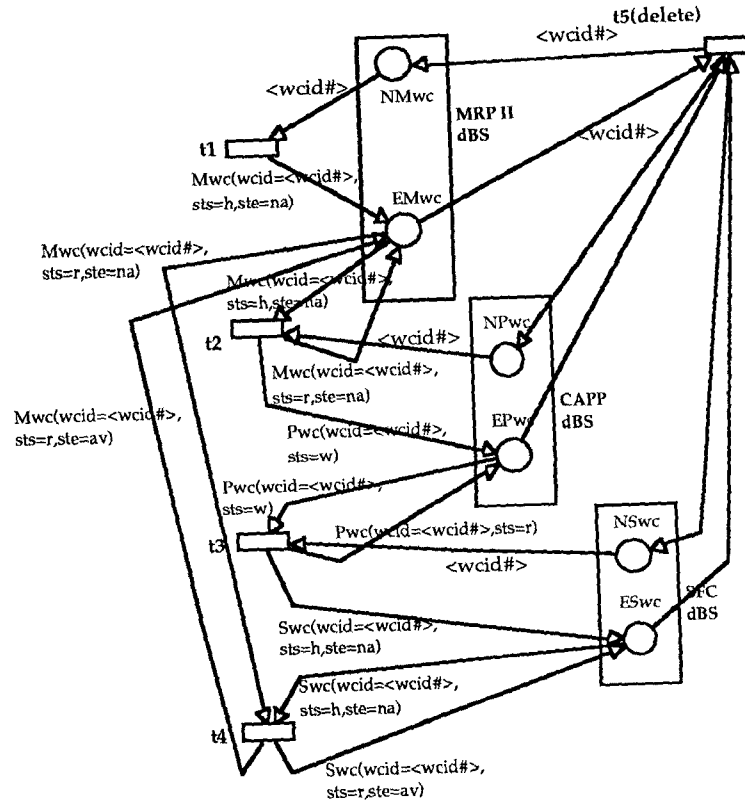 t5(delete)
<wcid#>
NMwc
<wcid#>
MRP II
dBS
<wcid#>
t1
Mwc(wcid=<wcid#>,
sts=h,ste=na)
EMwc
Mwc(wcid=<wcid#>,
sts=r,ste=na)
Mwc(wcid=<wcid#>,
sts=h,ste=na)
t2
<wcid#>
NPwc
Mwc(wcid=<wcid#>,
sts=r,ste=na)
CAPP
dBS
Mwc(wcid=<wcid#>,
sts=r,ste=av)
EPwc
Pwc(wcid=<wcid#>,
sts=w)
Pwc(wcid=<wcid#>,
sts=w)
NSwc
Pwc(wcid=<wcid#>,sts=r)
t3
<wcid#>
SFC
dBS
ESwc
Swc(wcid=<wcid#>,
sts=h,ste=na)
Swc(wcid=<wcid#>,
sts=h,ste=na)
t4
Swc(wcid=<wcid#>,
sts=r,ste=av)